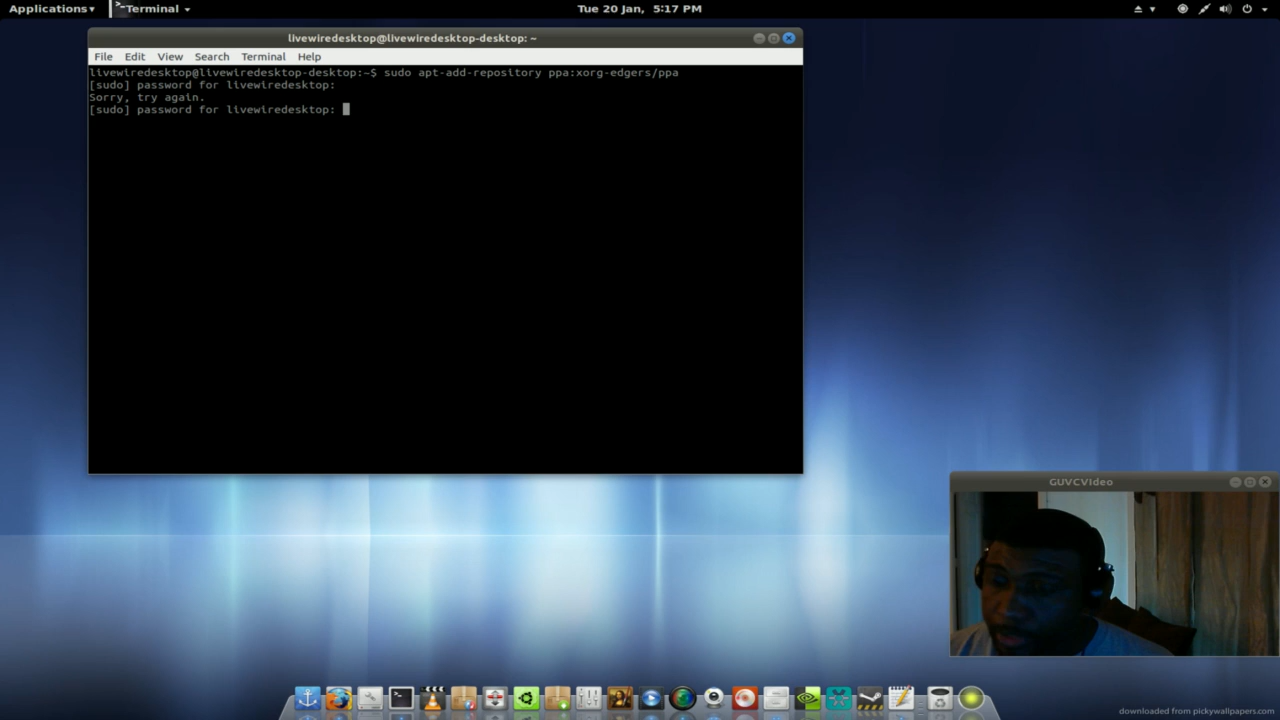 Applications▾ Terminal ▾ Tue 20 Jan, 5:17 PM
livewiredesktop@livewiredesktop-desktop: ~
File Edit View Search Terminal Help
livewiredesktop@livewiredesktop-desktop:~$ sudo apt-add-repository ppa:xorg-edgers/ppa
[sudo] password for livewiredesktop:
Sorry, try again.
[sudo] password for livewiredesktop:
GUVCVideo
downloaded from pickywallpapers.com